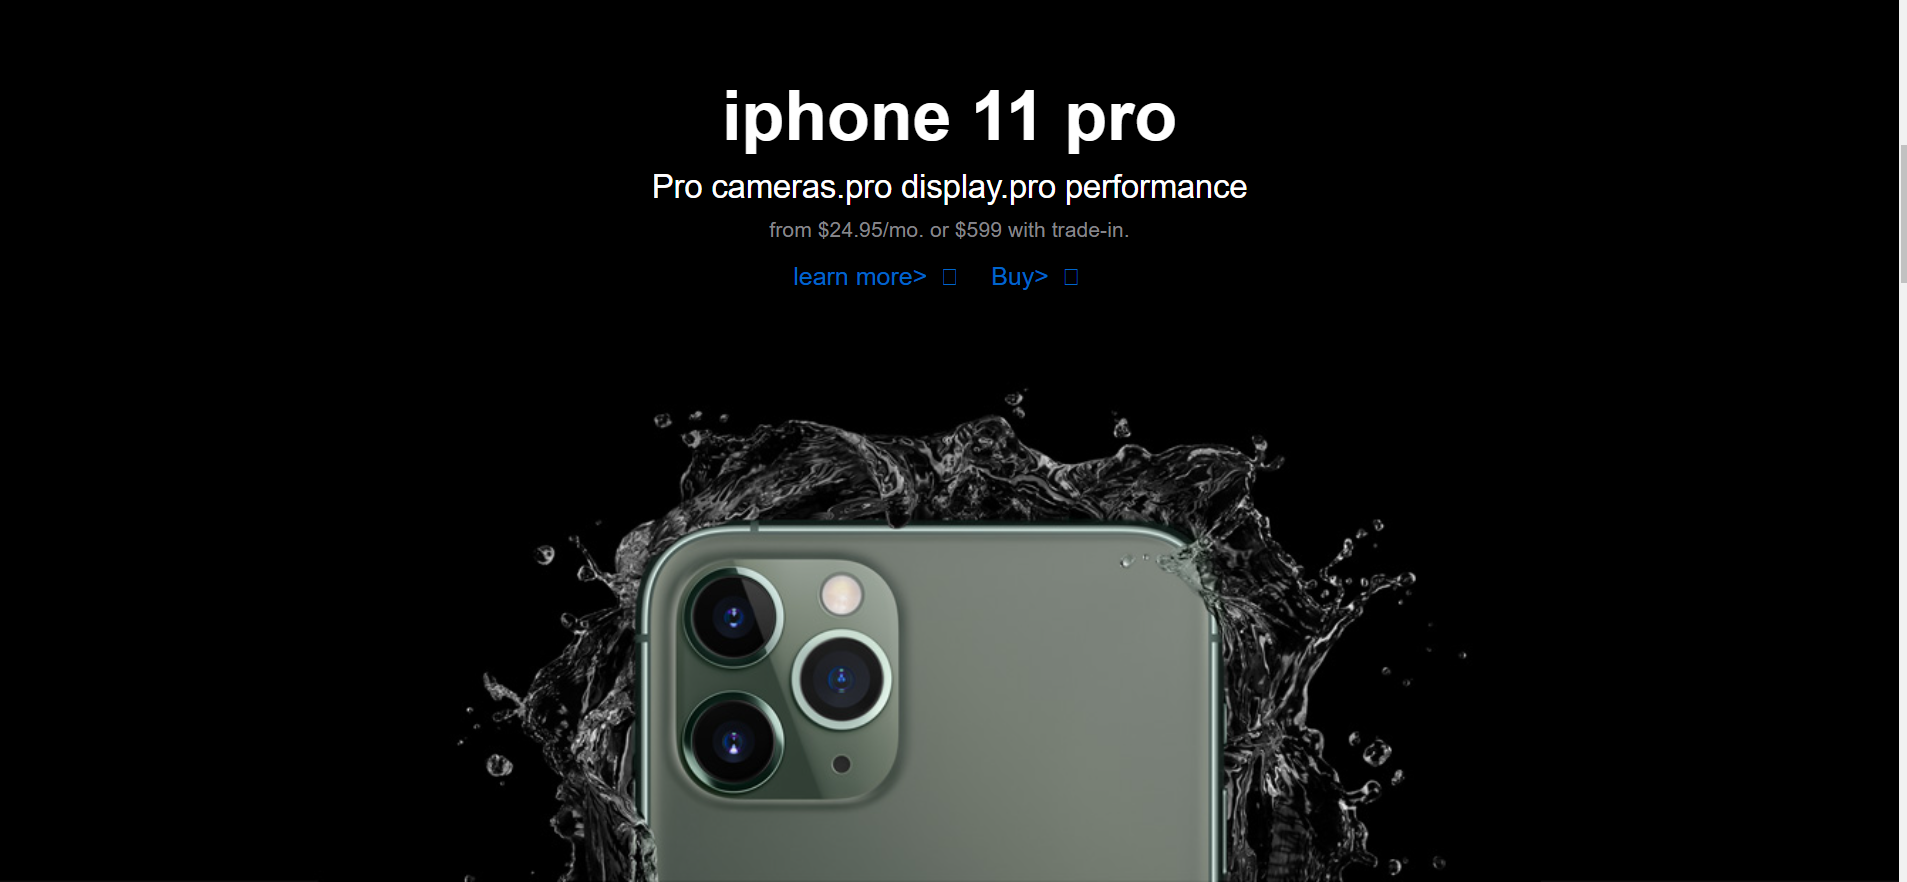 iphone 11 pro
Pro cameras.pro display.pro performance
from $24.95/mo. or $599 with trade-in.
learn more> Buy>